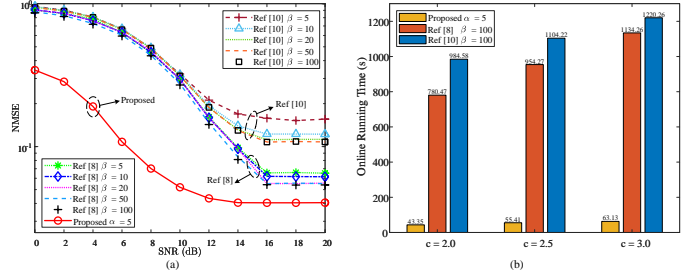 10⁰
10⁻¹
NMSE
Ref [10] β = 5
Ref [10] β = 10
Ref [10] β = 20
Ref [10] β = 50
Ref [10] β = 100
Proposed
Ref [10]
Ref [8]
Ref [8] β = 5
Ref [8] β = 10
Ref [8] β = 20
Ref [8] β = 50
Ref [8] β = 100
Proposed α = 5
0 2 4 6 8 10 12 14 16 18 20
SNR (dB)
(a)
Online Running Time (s)
1200
1000
800
600
400
200
0
Proposed α = 5
Ref [8] β = 100
Ref [10] β = 100
43.35 780.47 984.58
55.41 954.27 1104.22
63.13 1134.26 1220.26
c = 2.0 c = 2.5 c = 3.0
(b)